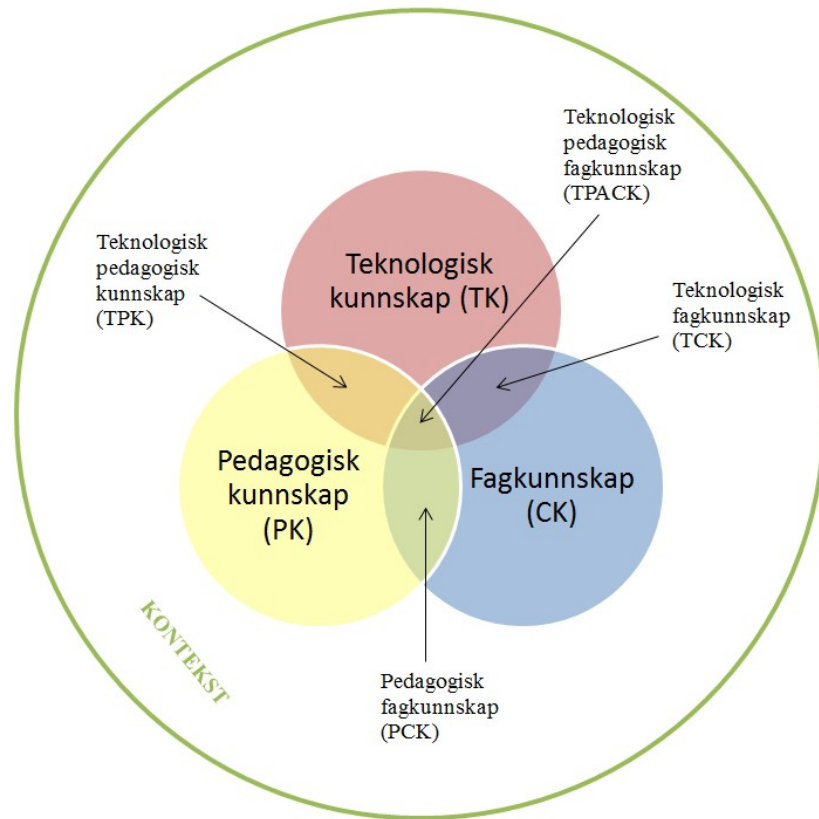 Teknologisk
pedagogisk
fagkunnskap
(TPACK)
Teknologisk
pedagogisk
kunnskap
(TPK)
Teknologisk
kunnskap (TK)
Teknologisk
fagkunnskap
(TCK)
Pedagogisk
kunnskap
(PK)
Fagkunnskap
(CK)
KONTEKST
Pedagogisk
fagkunnskap
(PCK)